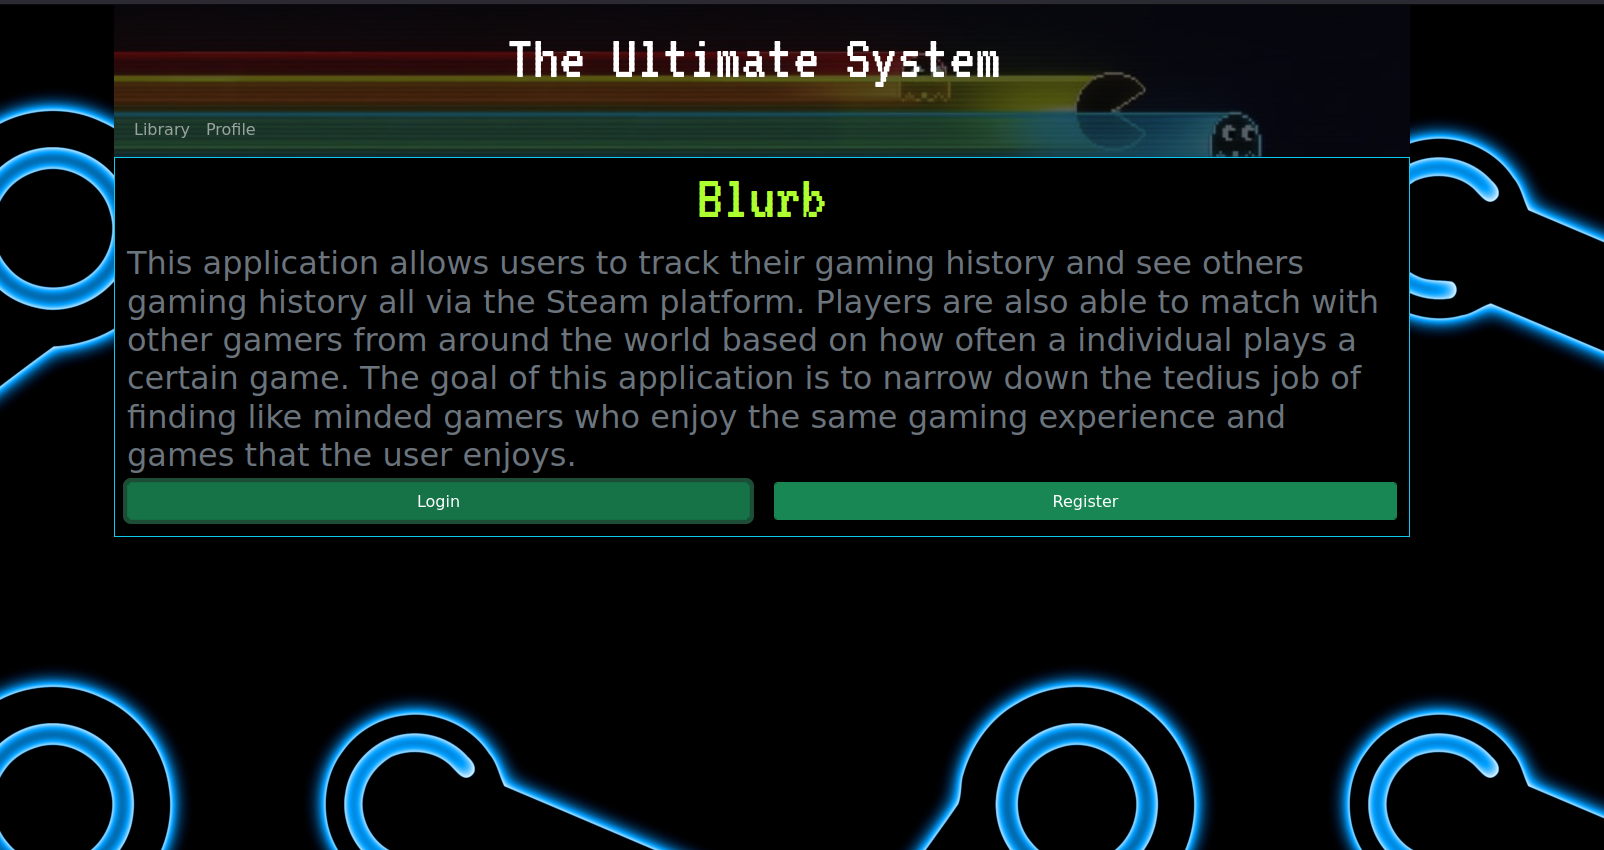 The Ultimate System
Library Profile
Blurb
This application allows users to track their gaming history and see others
gaming history all via the Steam platform. Players are also able to match with
other gamers from around the world based on how often a individual plays a
certain game. The goal of this application is to narrow down the tedius job of
finding like minded gamers who enjoy the same gaming experience and
games that the user enjoys.
Login Register